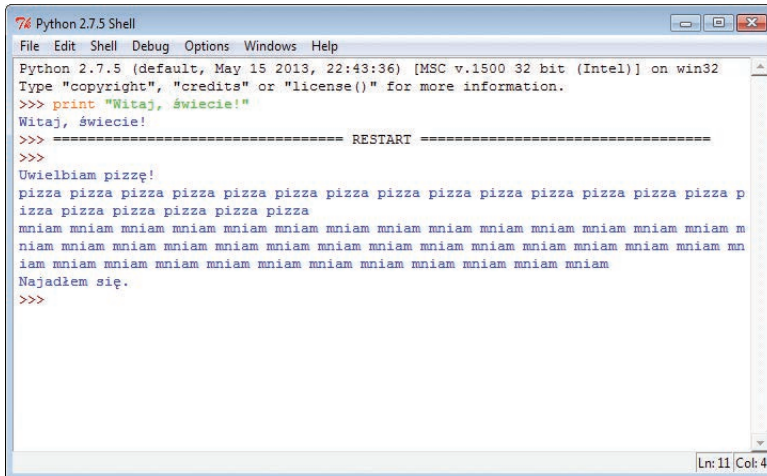 Python 2.7.5 Shell
File Edit Shell Debug Options Windows Help
Python 2.7.5 (default, May 15 2013, 22:43:36) [MSC v.1500 32 bit (Intel)] on win32
Type "copyright", "credits" or "license()" for more information.
>>> print "Witaj, świecie!"
Witaj, świecie!
>>> ================================== RESTART ==================================
>>>
Uwielbiam pizzę!
pizza pizza pizza pizza pizza pizza pizza pizza pizza pizza pizza pizza pizza pizza p
izza pizza pizza pizza pizza pizza
mniam mniam mniam mniam mniam mniam mniam mniam mniam mniam mniam mniam mniam mniam m
niam mniam mniam mniam mniam mniam mniam mniam mniam mniam mniam mniam mniam mniam mn
iam mniam mniam mniam mniam mniam mniam mniam mniam mniam mniam mniam
Najadłem się.
>>>
Ln: 11 Col: 4